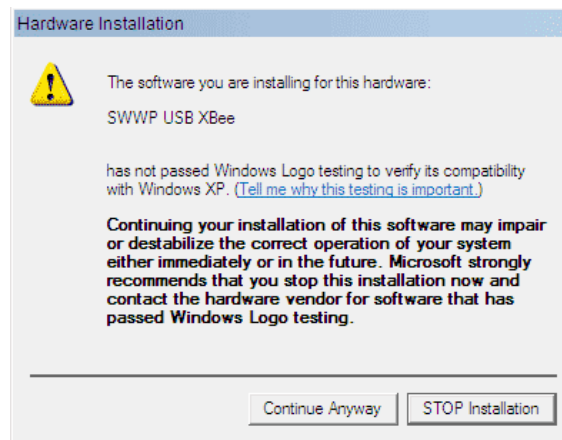 Hardware Installation
The software you are installing for this hardware:
SWWP USB XBee
has not passed Windows Logo testing to verify its compatibility
with Windows XP. (Tell me why this testing is important.)
Continuing your installation of this software may impair
or destabilize the correct operation of your system
either immediately or in the future. Microsoft strongly
recommends that you stop this installation now and
contact the hardware vendor for software that has
passed Windows Logo testing.
Continue Anyway STOP Installation